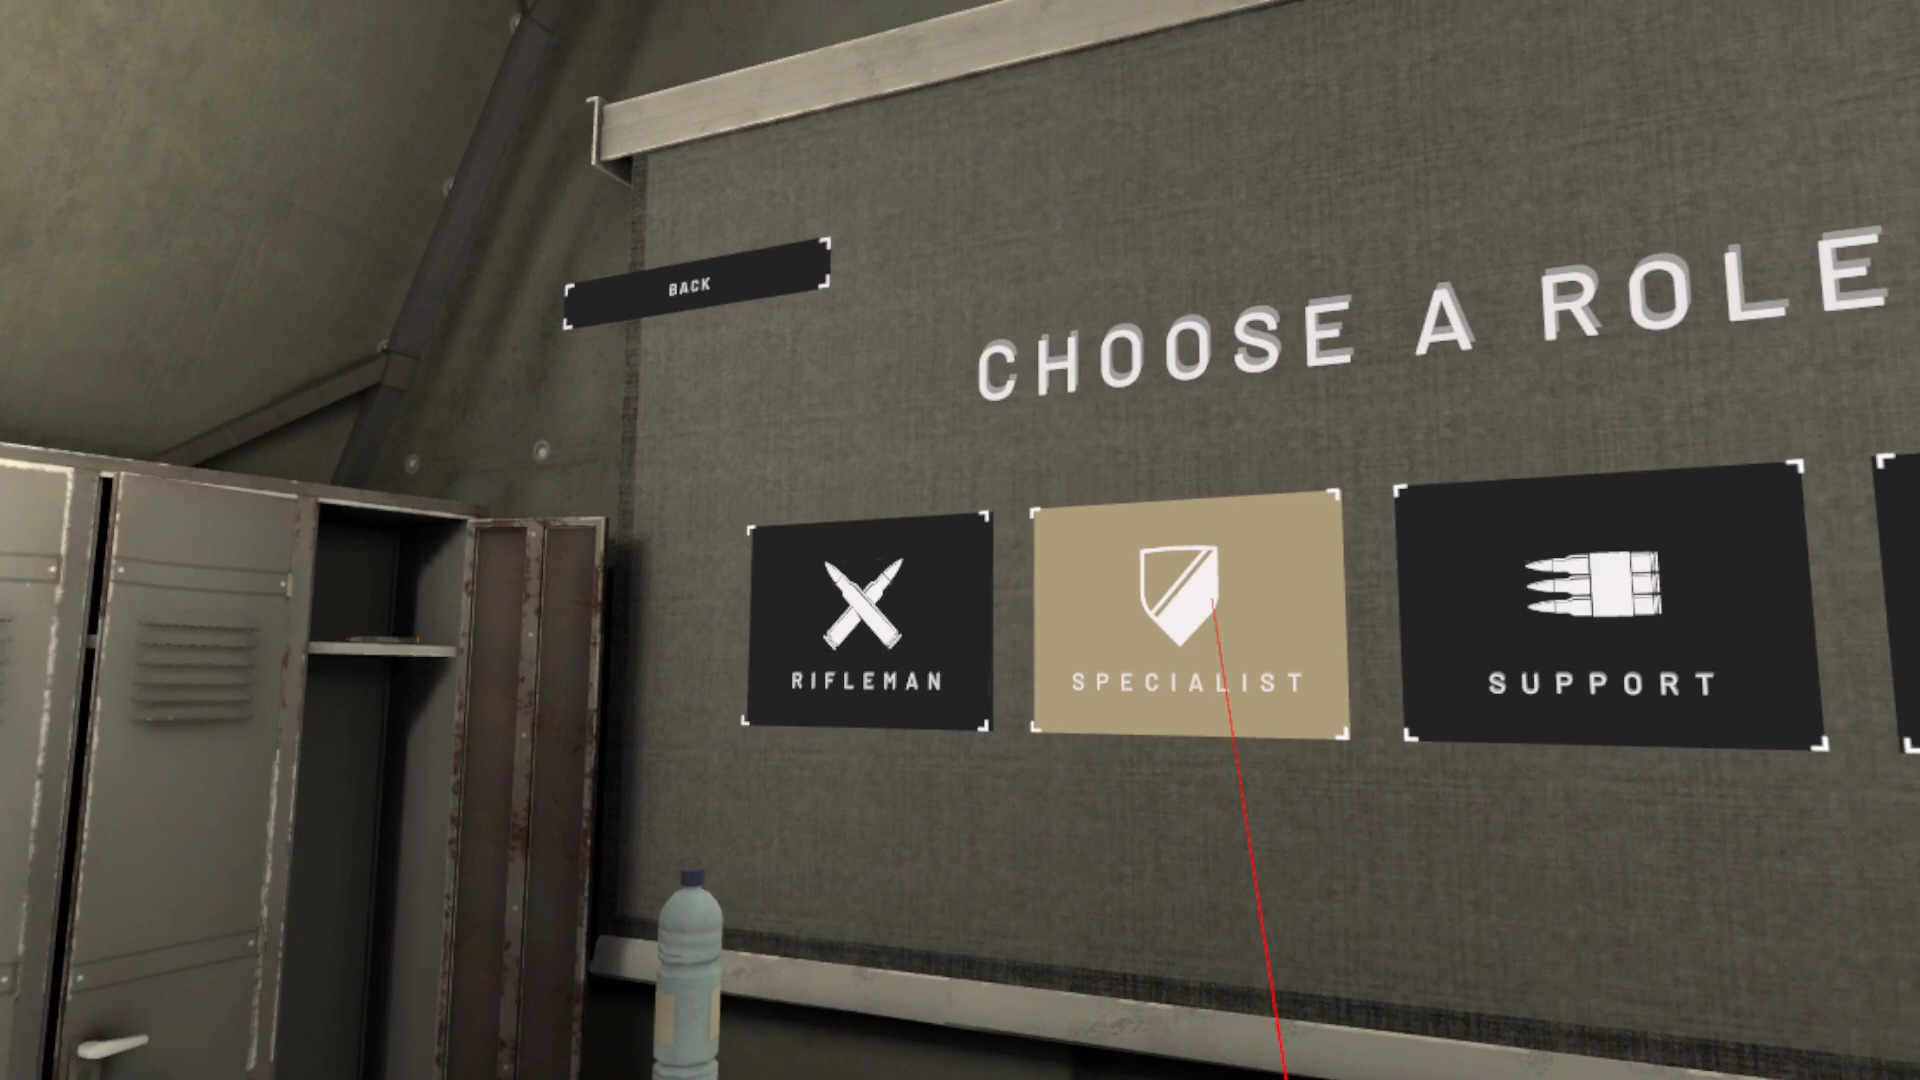 BACK
CHOOSE A ROLE
RIFLEMAN
SPECIALIST
SUPPORT